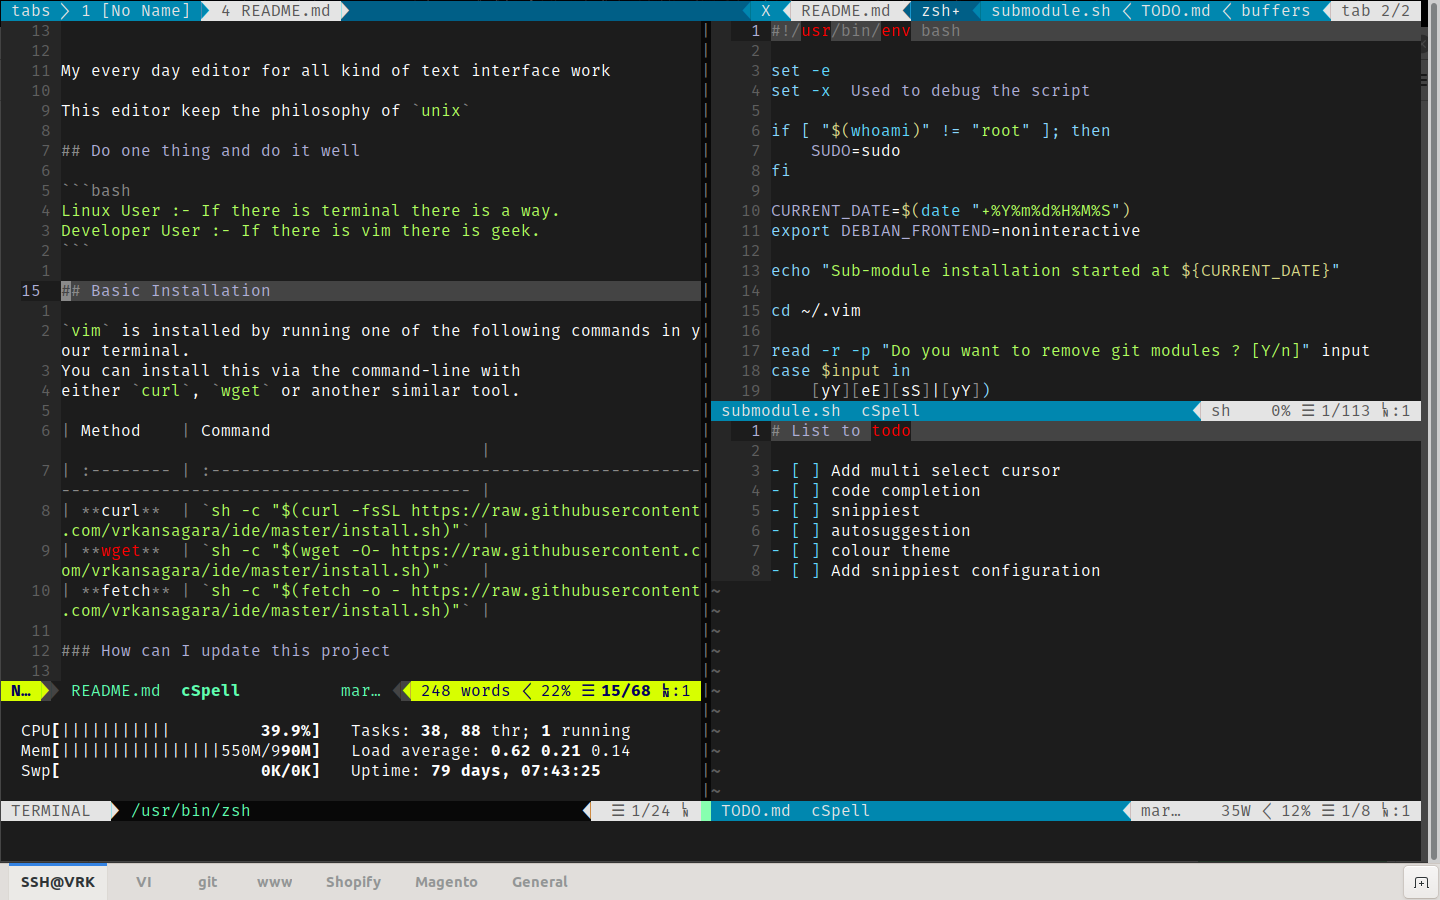 tabs 1 [No Name] 4 README.md X README.md zsh+ submodule.sh TODO.md buffers tab 2/2
13
12
11 My every day editor for all kind of text interface work
10
9 This editor keep the philosophy of `unix`
8
7 ## Do one thing and do it well
6
5 ```bash
4 Linux User :- If there is terminal there is a way.
3 Developer User :- If there is vim there is geek.
2 ```
1
15 ## Basic Installation
1
2 `vim` is installed by running one of the following commands in y
our terminal.
3 You can install this via the command-line with
4 either `curl`, `wget` or another similar tool.
5
6 | Method    | Command
|
7 | :-------- | :-------------------------------------------------
----------------------------------------- |
8 | **curl**  | `sh -c "$(curl -fsSL https://raw.githubusercontent
.com/vrkansagara/ide/master/install.sh)"` |
9 | **wget**  | `sh -c "$(wget -O- https://raw.githubusercontent.c
om/vrkansagara/ide/master/install.sh)"`   |
10 | **fetch** | `sh -c "$(fetch -o - https://raw.githubusercontent
.com/vrkansagara/ide/master/install.sh)"` |
11
12 ### How can I update this project
13
N… README.md cSpell mar… 248 words 22% ☰ 15/68 ㏑:1
CPU[||||||||||| 39.9%] Tasks: 38, 88 thr; 1 running
Mem[||||||||||||||||550M/990M] Load average: 0.62 0.21 0.14
Swp[ 0K/0K] Uptime: 79 days, 07:43:25
TERMINAL /usr/bin/zsh ☰ 1/24 ␤
1 #!/usr/bin/env bash
2
3 set -e
4 set -x  Used to debug the script
5
6 if [ "$(whoami)" != "root" ]; then
7     SUDO=sudo
8 fi
9
10 CURRENT_DATE=$(date "+%Y%m%d%H%M%S")
11 export DEBIAN_FRONTEND=noninteractive
12
13 echo "Sub-module installation started at ${CURRENT_DATE}"
14
15 cd ~/.vim
16
17 read -r -p "Do you want to remove git modules ? [Y/n]" input
18 case $input in
19     [yY][eE][sS]|[yY])
submodule.sh cSpell sh 0% ☰ 1/113 ㏑:1
1 # List to todo
2
3 - [ ] Add multi select cursor
4 - [ ] code completion
5 - [ ] snippiest
6 - [ ] autosuggestion
7 - [ ] colour theme
8 - [ ] Add snippiest configuration
~
~
~
~
~
~
~
~
~
~
~
TODO.md cSpell mar… 35W 12% ☰ 1/8 ㏑:1
SSH@VRK VI git www Shopify Magento General